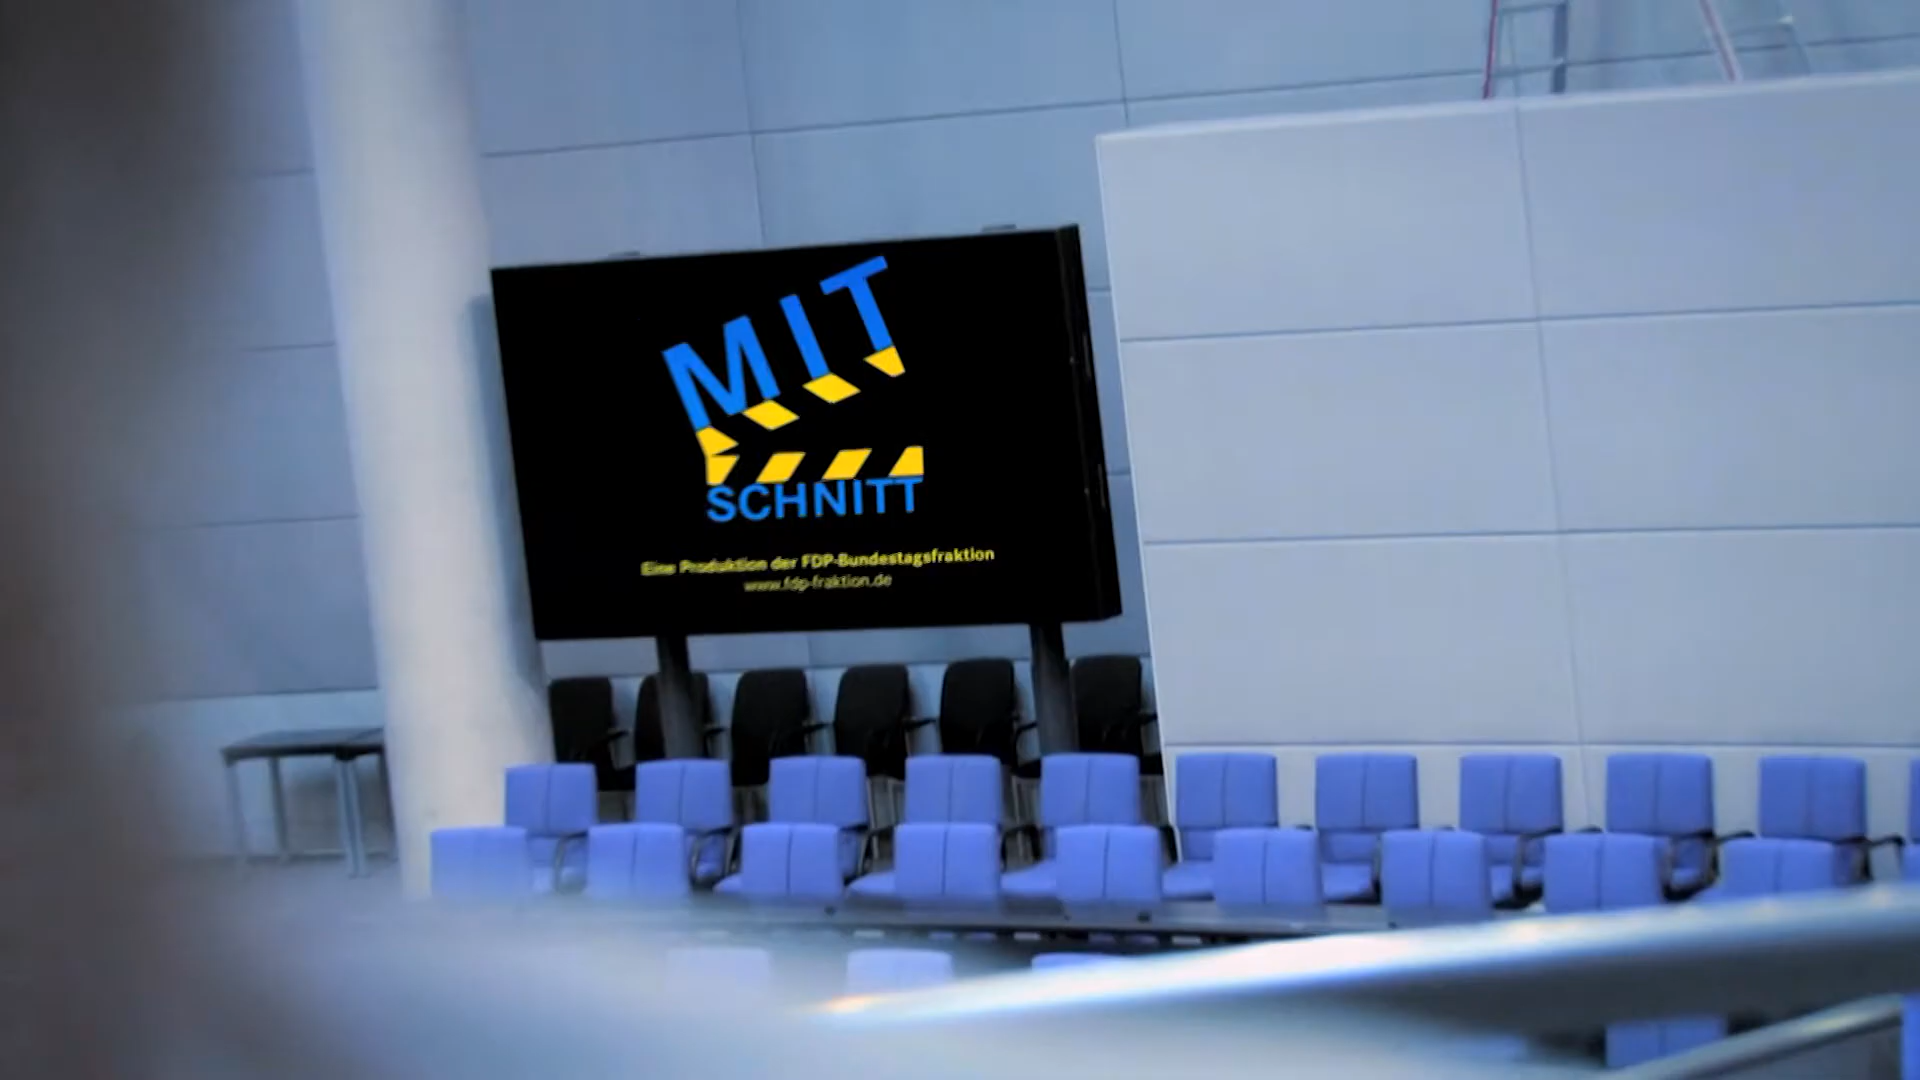 MIT
SCHNITT
Eine Produktion der FDP-Bundestagsfraktion
www.fdp-fraktion.de